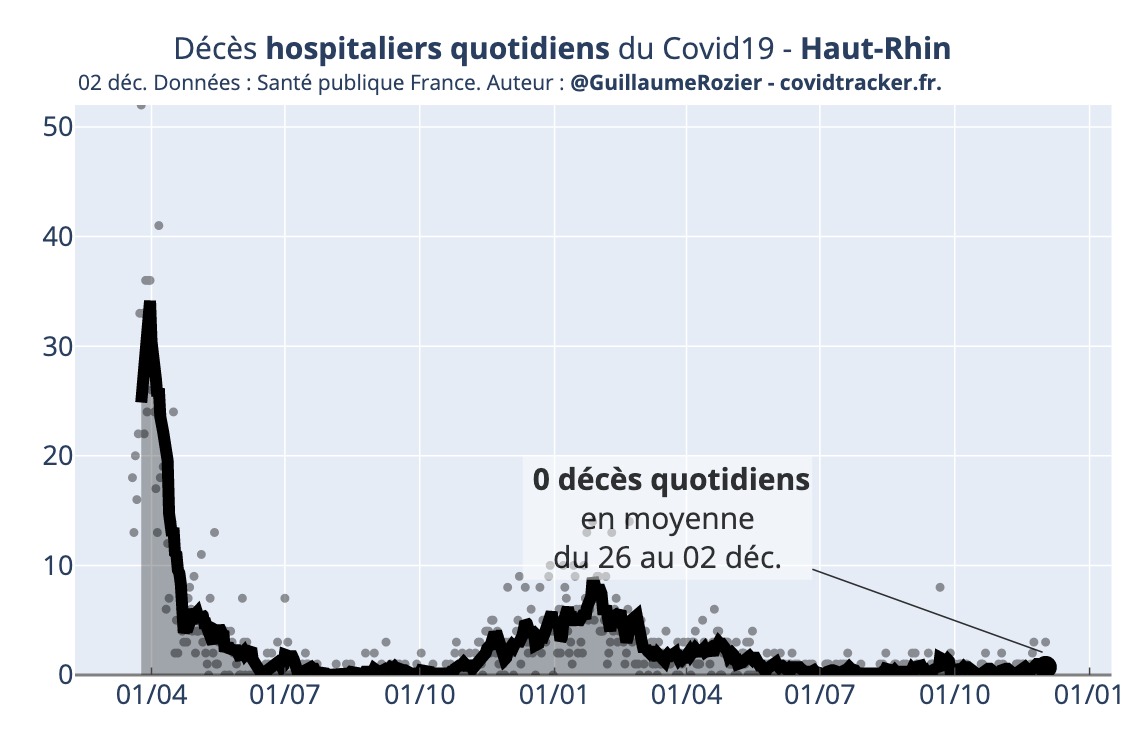 Décès hospitaliers quotidiens du Covid19 - Haut-Rhin
02 déc. Données : Santé publique France. Auteur : @GuillaumeRozier - covidtracker.fr.
50
40
30
20
10
0
0 décès quotidiens
en moyenne
du 26 au 02 déc.
01/04 01/07 01/10 01/01 01/04 01/07 01/10 01/01